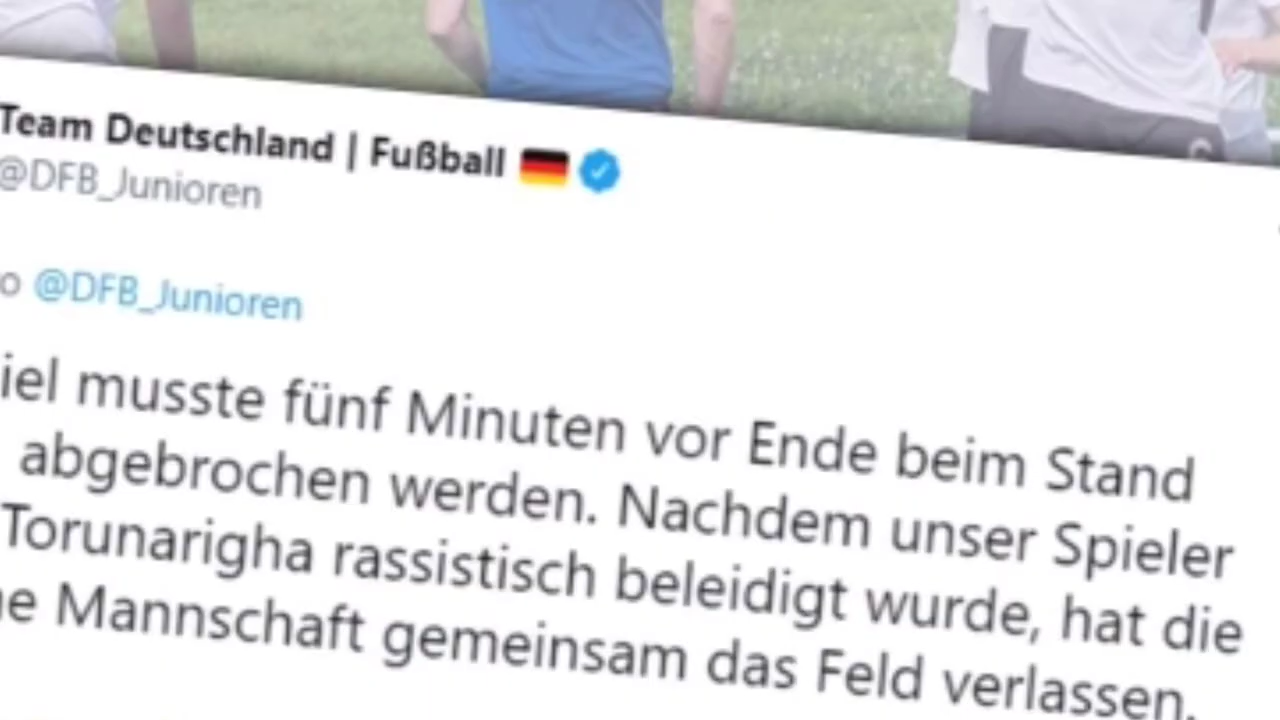 Team Deutschland | Fußball
@DFB_Junioren
@DFB_Junioren
musste fünf Minuten vor Ende beim Stand
abgebrochen werden. Nachdem unser Spieler
Torunarigha rassistisch beleidigt wurde, hat die
Mannschaft gemeinsam das Feld verlassen.